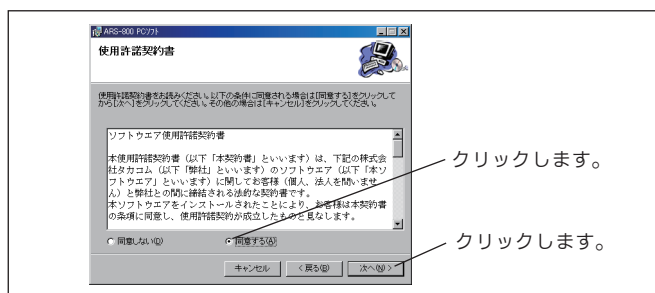 ARS-800 PCソフト
使用許諾契約書
使用許諾契約書をお読みください。以下の条件に同意される場合は[同意する]をクリックして
から[次へ]をクリックしてください。その他の場合は[キャンセル]をクリックしてください。
ソフトウエア使用許諾契約書
本使用許諾契約書（以下「本契約書」といいます）は、下記の株式会
社タカコム（以下「弊社」といいます）のソフトウエア（以下「本ソ
フトウエア」といいます）に関してお客様（個人、法人を問いませ
ん）と弊社との間に締結される法的な契約書です。
本ソフトウエアをインストールされたことにより、お客様は本契約書
の条項に同意し、使用許諾契約が成立したものと見なします。
クリックします。
同意しない(D)
同意する(A)
クリックします。
キャンセル
< 戻る(B)
次へ(N) >